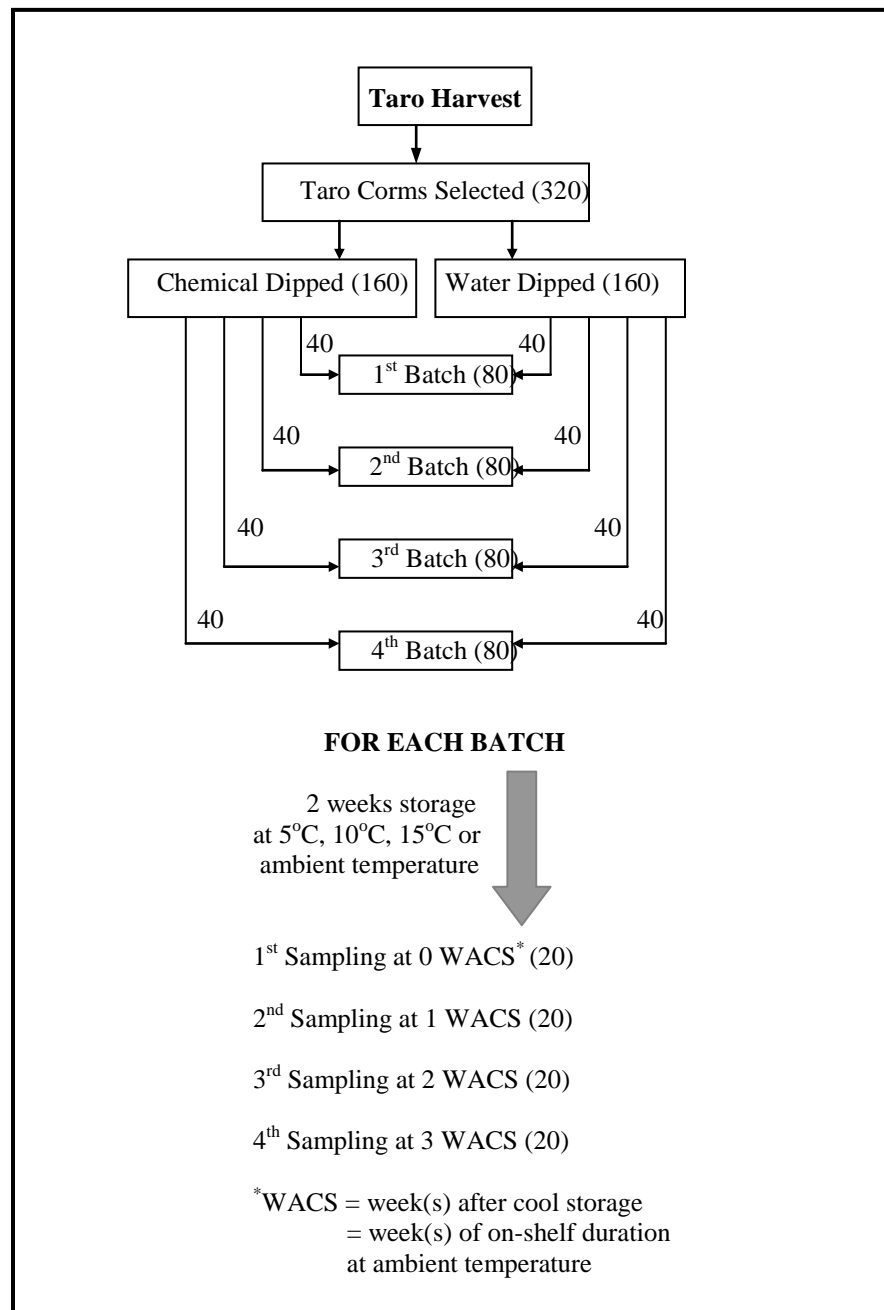 Taro Harvest
Taro Corms Selected (320)
Chemical Dipped (160) Water Dipped (160)
40 40
1st Batch (80)
40 40
2nd Batch (80)
40 40
3rd Batch (80)
40 40
4th Batch (80)
FOR EACH BATCH
2 weeks storage
at 5°C, 10°C, 15°C or
ambient temperature
1st Sampling at 0 WACS* (20)
2nd Sampling at 1 WACS (20)
3rd Sampling at 2 WACS (20)
4th Sampling at 3 WACS (20)
*WACS = week(s) after cool storage
= week(s) of on-shelf duration
at ambient temperature